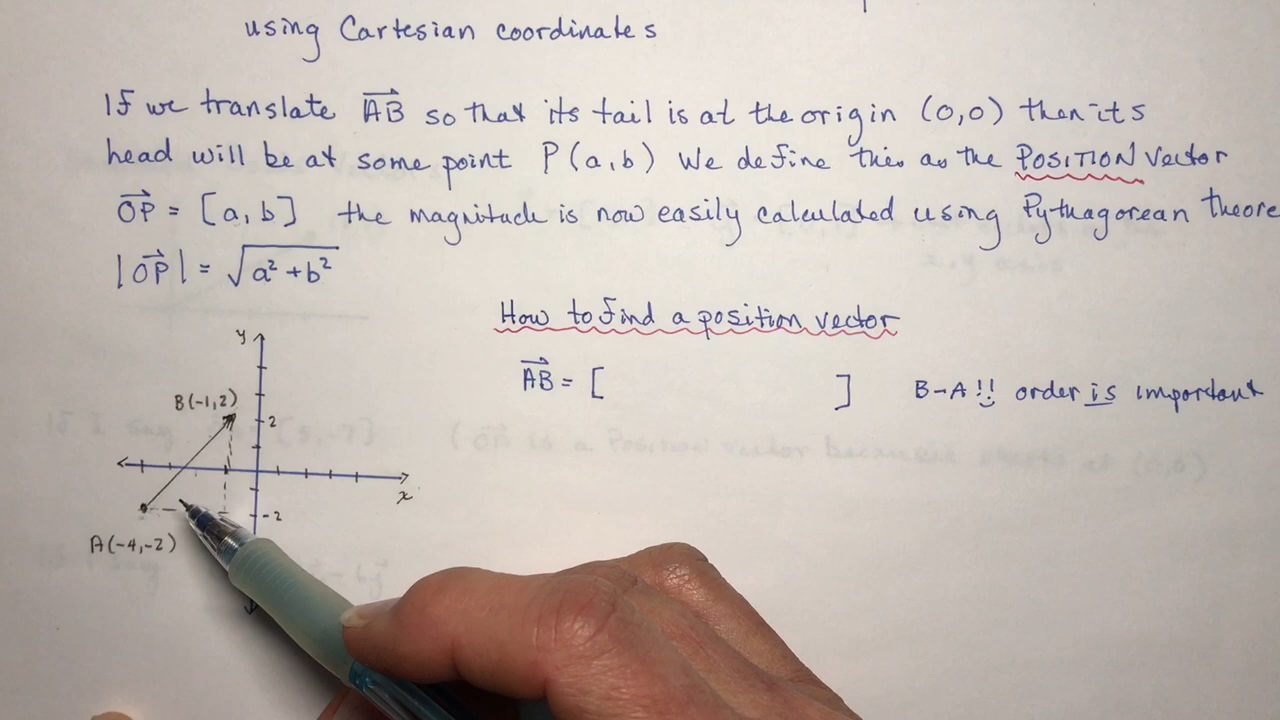 using Cartesian coordinates
If we translate AB so that its tail is at the origin (0,0) then its
head will be at some point P(a,b) We define this as the POSITION vector
OP = [a,b] the magnitude is now easily calculated using Pythagorean theore
|OP| = √a²+b²
How to find a position vector
AB = [ ] B-A!! order is important
y
B(-1,2)
2
x
-2
A(-4,-2)